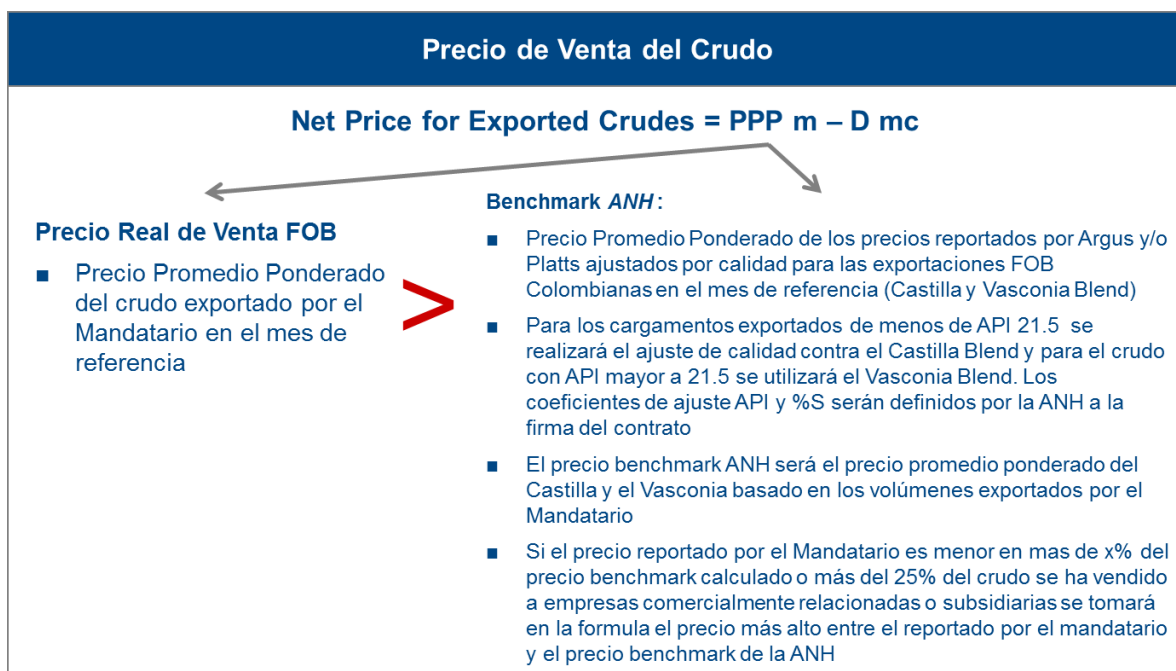 Precio de Venta del Crudo
Net Price for Exported Crudes = PPP m – D mc
Precio Real de Venta FOB
■ Precio Promedio Ponderado
del crudo exportado por el
Mandatario en el mes de
referencia
>
Benchmark ANH :
■ Precio Promedio Ponderado de los precios reportados por Argus y/o
Platts ajustados por calidad para las exportaciones FOB
Colombianas en el mes de referencia (Castilla y Vasconia Blend)
■ Para los cargamentos exportados de menos de API 21.5 se
realizará el ajuste de calidad contra el Castilla Blend y para el crudo
con API mayor a 21.5 se utilizará el Vasconia Blend. Los
coeficientes de ajuste API y %S serán definidos por la ANH a la
firma del contrato
■ El precio benchmark ANH será el precio promedio ponderado del
Castilla y el Vasconia basado en los volúmenes exportados por el
Mandatario
■ Si el precio reportado por el Mandatario es menor en mas de x% del
precio benchmark calculado o más del 25% del crudo se ha vendido
a empresas comercialmente relacionadas o subsidiarias se tomará
en la formula el precio más alto entre el reportado por el mandatario
y el precio benchmark de la ANH